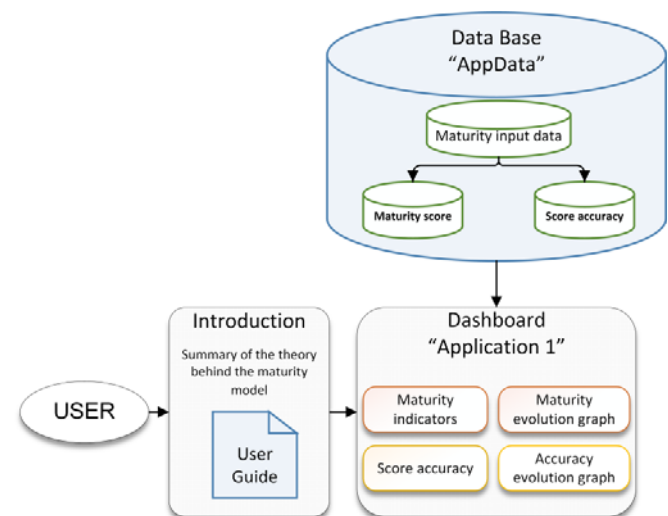 Data Base
“AppData”
Maturity input data
Maturity score
Score accuracy
Introduction
Summary of the theory
behind the maturity
model
User
Guide
USER
Dashboard
“Application 1”
Maturity
indicators
Maturity
evolution graph
Score accuracy
Accuracy
evolution graph